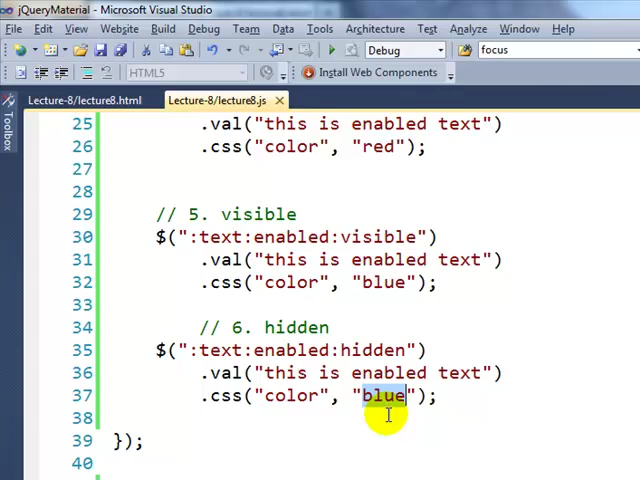 jQueryMaterial - Microsoft Visual Studio
File Edit View Website Build Debug Team Data Tools Architecture Test Analyze Window Help
Debug focus
HTML5 Install Web Components
Lecture-8/lecture8.html Lecture-8/lecture8.js
Toolbox
25 .val("this is enabled text")
26 .css("color", "red");
27
28
29 // 5. visible
30 $(":text:enabled:visible")
31 .val("this is enabled text")
32 .css("color", "blue");
33
34 // 6. hidden
35 $(":text:enabled:hidden")
36 .val("this is enabled text")
37 .css("color", "blue");
38
39 });
40